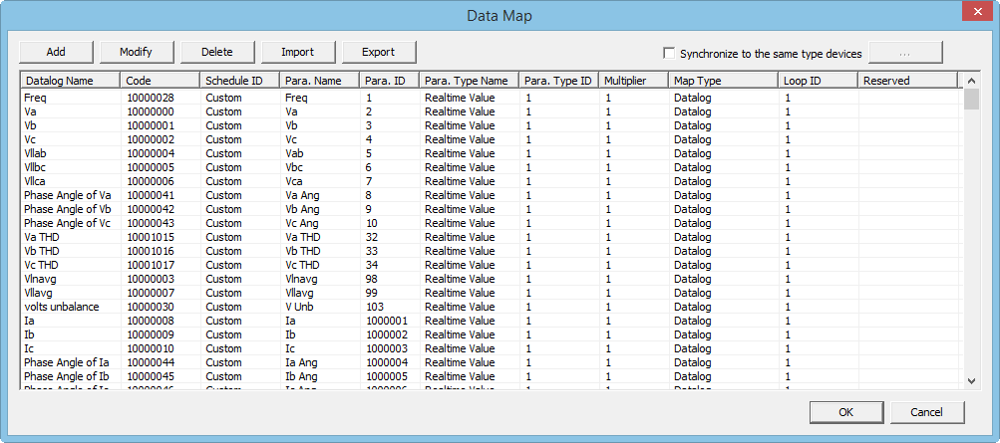 Data Map
Add Modify Delete Import Export Synchronize to the same type devices ...
Datalog Name Code Schedule ID Para. Name Para. ID Para. Type Name Para. Type ID Multiplier Map Type Loop ID Reserved
Freq 10000028 Custom Freq 1 Realtime Value 1 1 Datalog 1
Va 10000000 Custom Va 2 Realtime Value 1 1 Datalog 1
Vb 10000001 Custom Vb 3 Realtime Value 1 1 Datalog 1
Vc 10000002 Custom Vc 4 Realtime Value 1 1 Datalog 1
Vllab 10000004 Custom Vab 5 Realtime Value 1 1 Datalog 1
Vllbc 10000005 Custom Vbc 6 Realtime Value 1 1 Datalog 1
Vllca 10000006 Custom Vca 7 Realtime Value 1 1 Datalog 1
Phase Angle of Va 10000041 Custom Va Ang 8 Realtime Value 1 1 Datalog 1
Phase Angle of Vb 10000042 Custom Vb Ang 9 Realtime Value 1 1 Datalog 1
Phase Angle of Vc 10000043 Custom Vc Ang 10 Realtime Value 1 1 Datalog 1
Va THD 10001015 Custom Va THD 32 Realtime Value 1 1 Datalog 1
Vb THD 10001016 Custom Vb THD 33 Realtime Value 1 1 Datalog 1
Vc THD 10001017 Custom Vc THD 34 Realtime Value 1 1 Datalog 1
Vlnavg 10000003 Custom Vlnavg 98 Realtime Value 1 1 Datalog 1
Vllavg 10000007 Custom Vllavg 99 Realtime Value 1 1 Datalog 1
volts unbalance 10000030 Custom V Unb 103 Realtime Value 1 1 Datalog 1
Ia 10000008 Custom Ia 1000001 Realtime Value 1 1 Datalog 1
Ib 10000009 Custom Ib 1000002 Realtime Value 1 1 Datalog 1
Ic 10000010 Custom Ic 1000003 Realtime Value 1 1 Datalog 1
Phase Angle of Ia 10000044 Custom Ia Ang 1000004 Realtime Value 1 1 Datalog 1
Phase Angle of Ib 10000045 Custom Ib Ang 1000005 Realtime Value 1 1 Datalog 1
OK Cancel